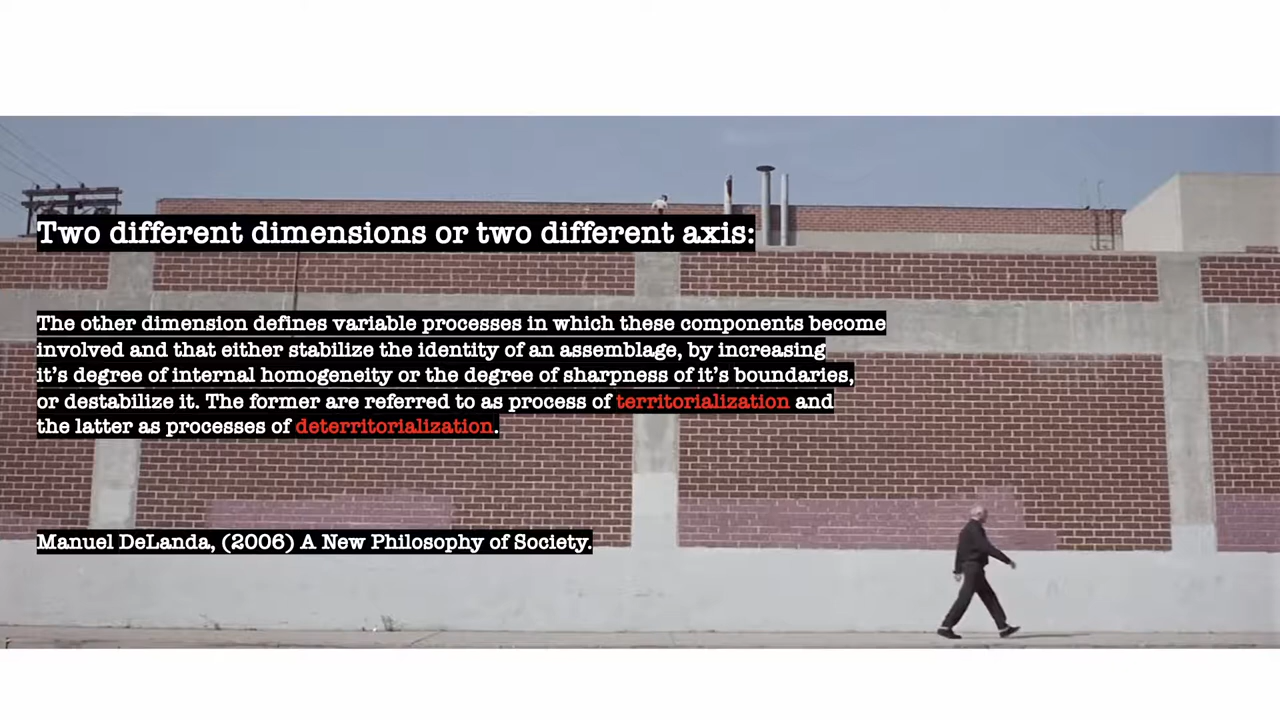 Two different dimensions or two different axis:
The other dimension defines variable processes in which these components become
involved and that either stabilize the identity of an assemblage, by increasing
it's degree of internal homogeneity or the degree of sharpness of it's boundaries,
or destabilize it. The former are referred to as process of territorialization and
the latter as processes of deterritorialization.
Manuel DeLanda, (2006) A New Philosophy of Society.